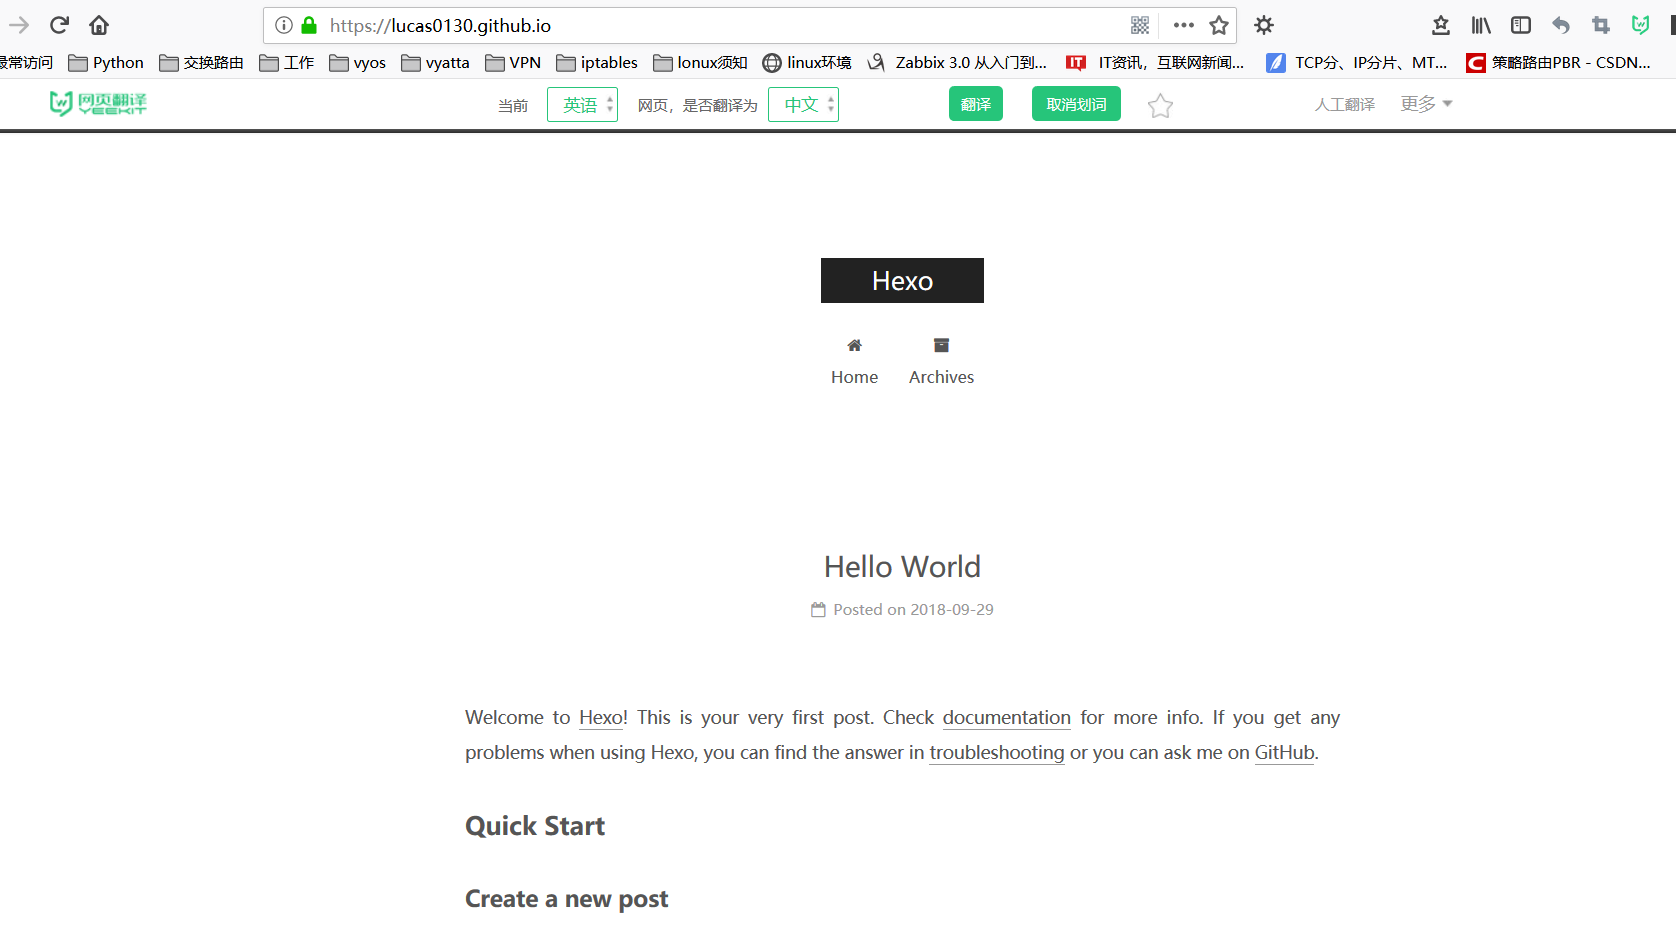 https://lucas0130.github.io
最常访问 Python 交换路由 工作 vyos vyatta VPN iptables lonux须知 linux环境 Zabbix 3.0 从入门到... IT IT资讯，互联网新闻... TCP分、IP分片、MT... C 策略路由PBR - CSDN...
网页翻译 当前 英语 网页，是否翻译为 中文 翻译 取消划词 人工翻译 更多
VEEKIT
Hexo
Home Archives
Hello World
Posted on 2018-09-29
Welcome to Hexo! This is your very first post. Check documentation for more info. If you get any
problems when using Hexo, you can find the answer in troubleshooting or you can ask me on GitHub.
Quick Start
Create a new post